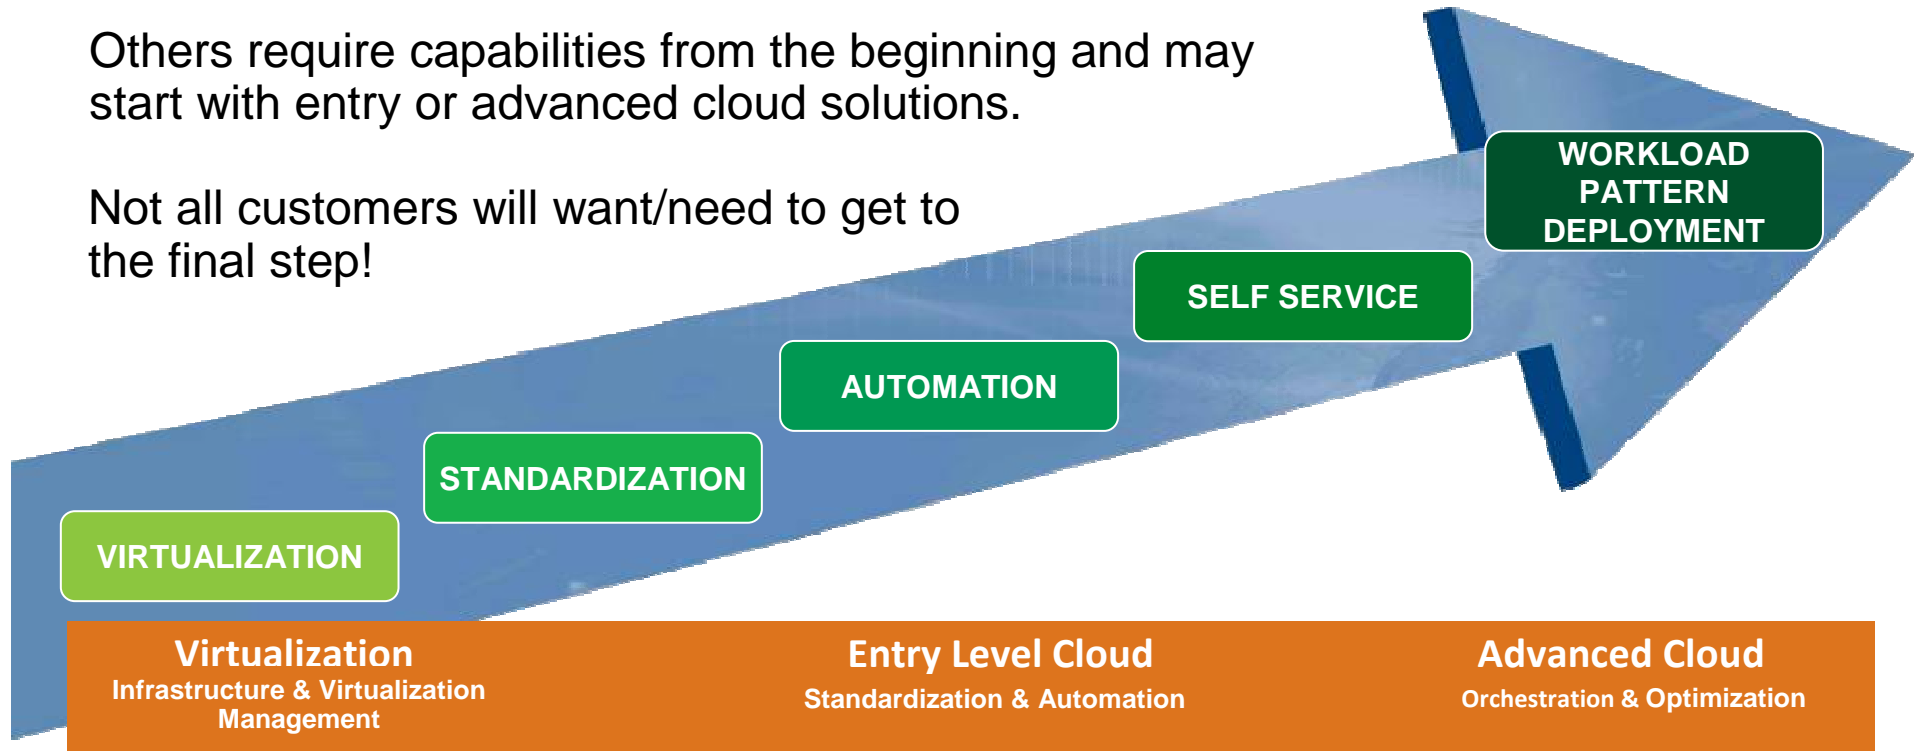 Others require capabilities from the beginning and may
start with entry or advanced cloud solutions.
Not all customers will want/need to get to
the final step!
WORKLOAD
PATTERN
DEPLOYMENT
SELF SERVICE
AUTOMATION
STANDARDIZATION
VIRTUALIZATION
Virtualization
Infrastructure & Virtualization
Management
Entry Level Cloud
Standardization & Automation
Advanced Cloud
Orchestration & Optimization